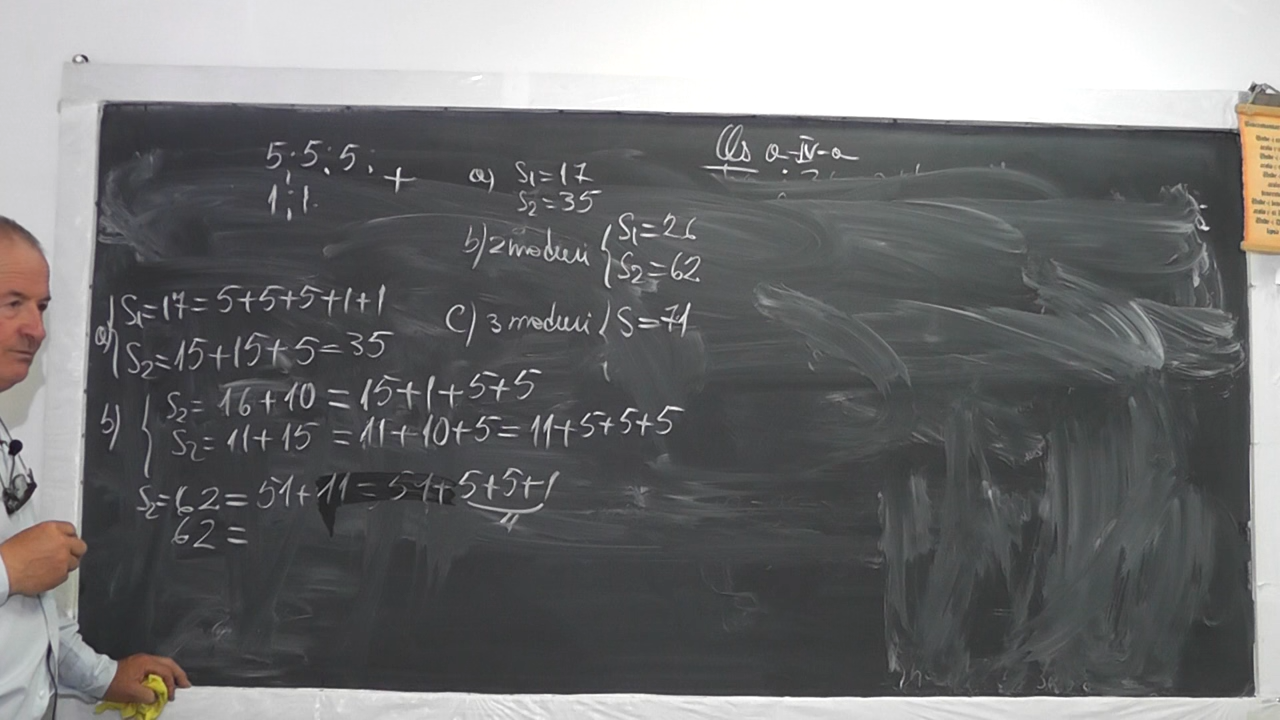 Cls a-IV-a
5; 5; 5; +
1; 1.
a) S1=17
S2=35
b) 2 moduri { S1=26
S2=62
c) 3 moduri { S=71
a) { S1=17=5+5+5+1+1
S2=15+15+5=35
b) { S2=16+10=15+1+5+5
S2=11+15=11+10+5=11+5+5+5
S2=62=51+11=51+5+5+1
11
62=